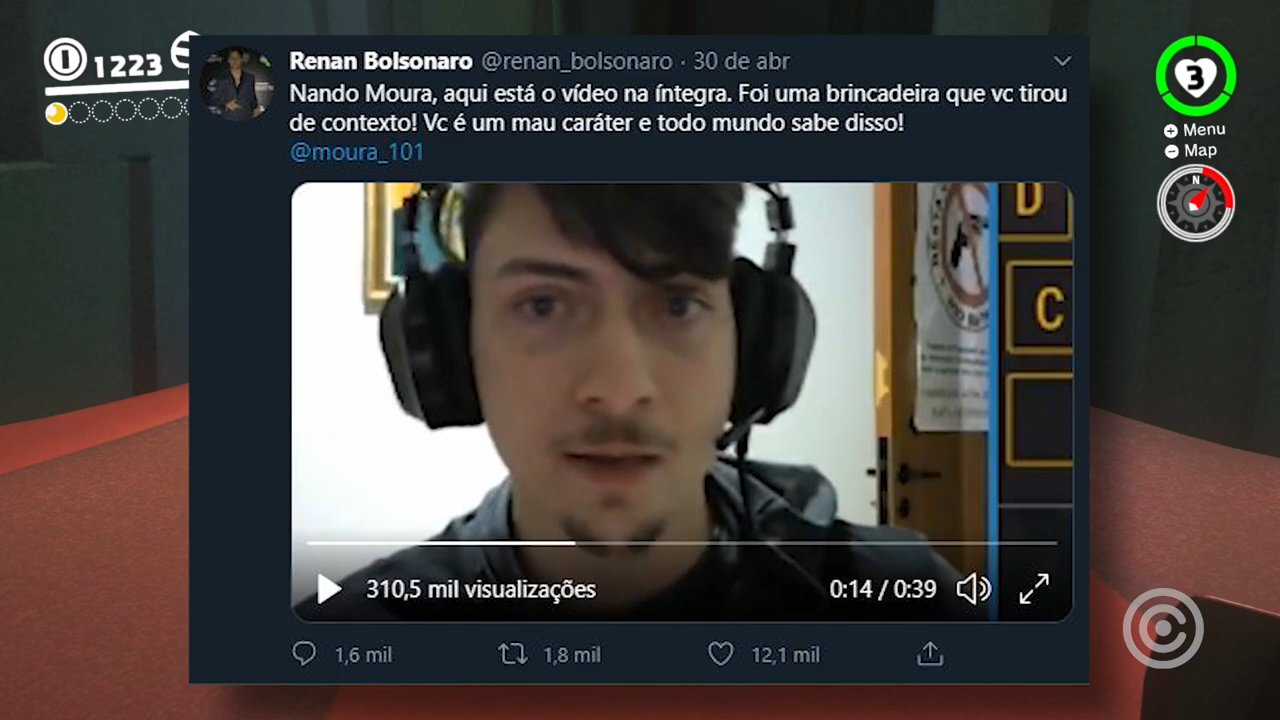 1223
Renan Bolsonaro @renan_bolsonaro · 30 de abr
Nando Moura, aqui está o vídeo na íntegra. Foi uma brincadeira que vc tirou
de contexto! Vc é um mau caráter e todo mundo sabe disso!
@moura_101
3
Menu
Map
N
D
C
310,5 mil visualizações
0:14 / 0:39
1,6 mil
1,8 mil
12,1 mil